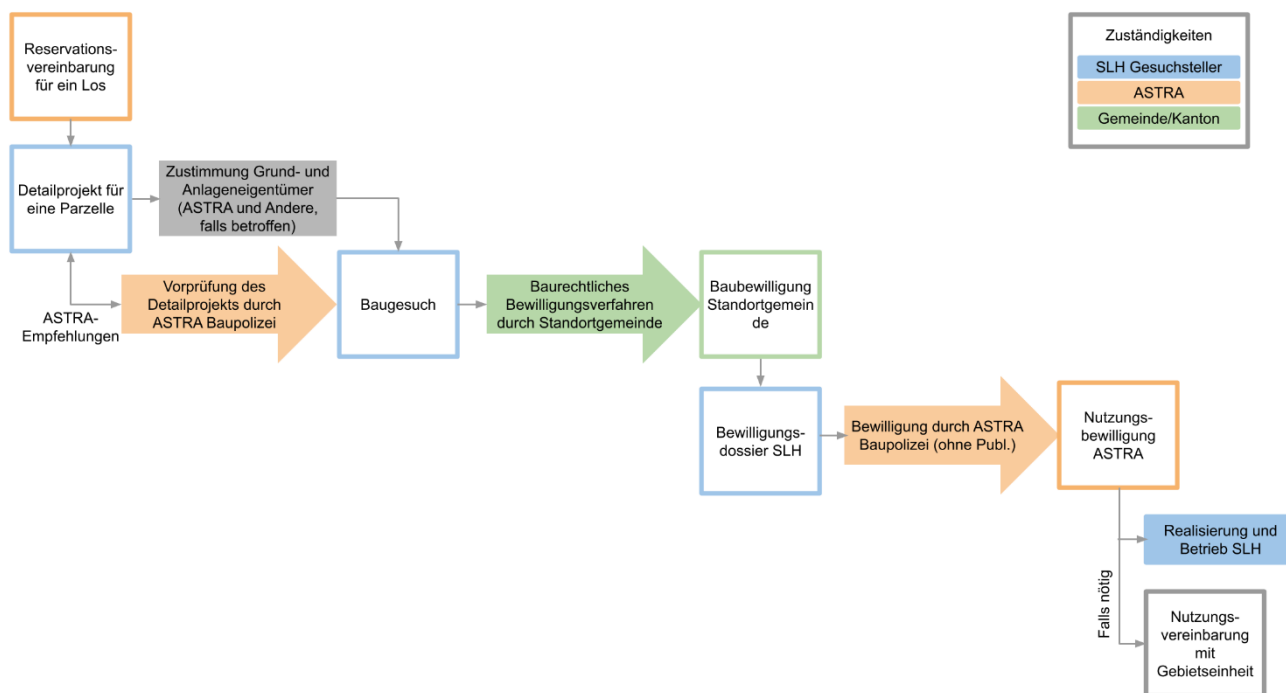 Reservations-
vereinbarung
für ein Los
Zuständigkeiten
SLH Gesuchsteller
ASTRA
Gemeinde/Kanton
Detailprojekt für
eine Parzelle
Zustimmung Grund- und
Anlageneigentümer
(ASTRA und Andere,
falls betroffen)
ASTRA-
Empfehlungen
Vorprüfung des
Detailprojekts durch
ASTRA Baupolizei
Baugesuch
Baurechtliches
Bewilligungsverfahren
durch Standortgemeinde
Baubewilligung
Standortgemein
de
Bewilligungs-
dossier SLH
Bewilligung durch ASTRA
Baupolizei (ohne Publ.)
Nutzungs-
bewilligung
ASTRA
Realisierung und
Betrieb SLH
Falls nötig
Nutzungs-
vereinbarung
mit
Gebietseinheit